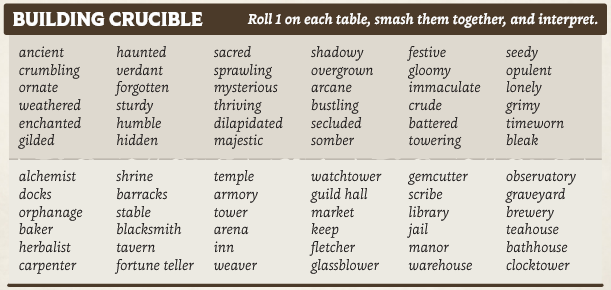 BUILDING CRUCIBLE Roll 1 on each table, smash them together, and interpret.
ancient haunted sacred shadowy festive seedy
crumbling verdant sprawling overgrown gloomy opulent
ornate forgotten mysterious arcane immaculate lonely
weathered sturdy thriving bustling crude grimy
enchanted humble dilapidated secluded battered timeworn
gilded hidden majestic somber towering bleak
alchemist shrine temple watchtower gemcutter observatory
docks barracks armory guild hall scribe graveyard
orphanage stable tower market library brewery
baker blacksmith arena keep jail teahouse
herbalist tavern inn fletcher manor bathhouse
carpenter fortune teller weaver glassblower warehouse clocktower